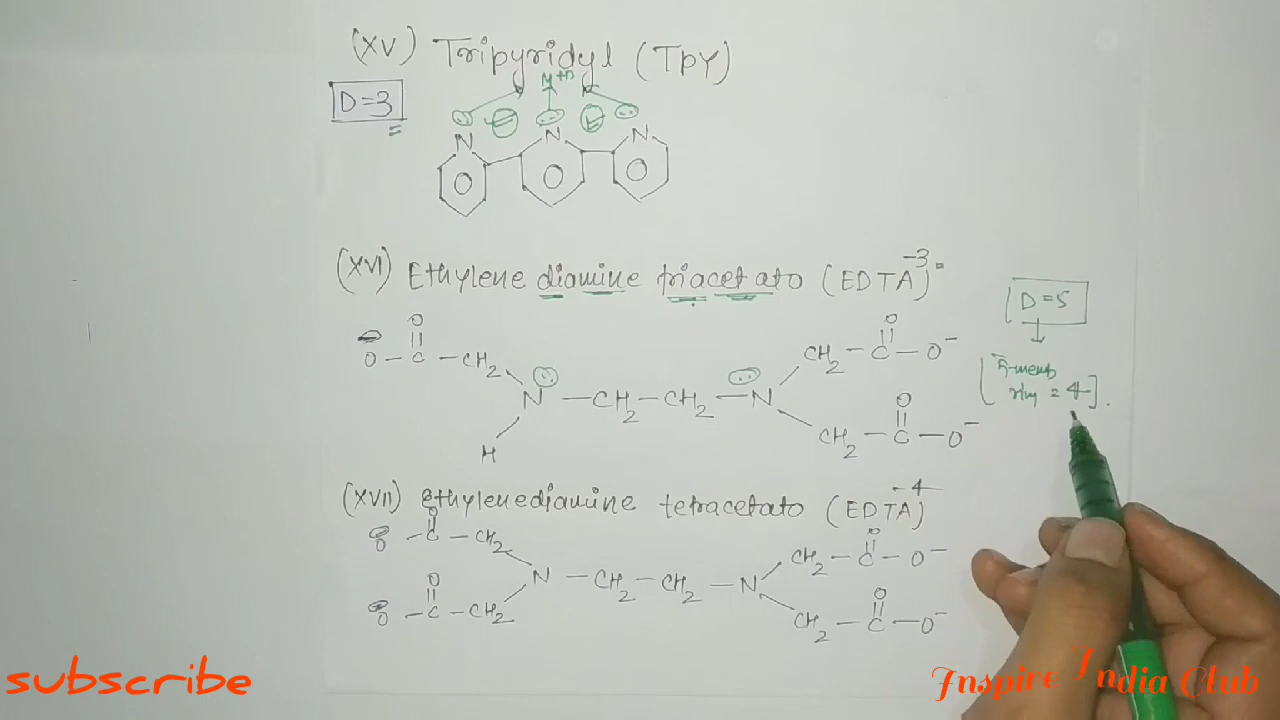 (XV) Tripyridyl (TPY)
D=3
M+n
N N N
(XVI) Ethylene diamine triacetato (EDTA)-3
D=5
5-memb
ring = 4
O O
O - C - CH2 CH2 - C - O-
N - CH2 - CH2 - N O
H CH2 - C - O-
(XVII) ethylenediamine tetracetato (EDTA)-4
O O
O - C - CH2 CH2 - C - O-
N - CH2 - CH2 - N
O O
O - C - CH2 CH2 - C - O-
subscribe
Inspire India Club